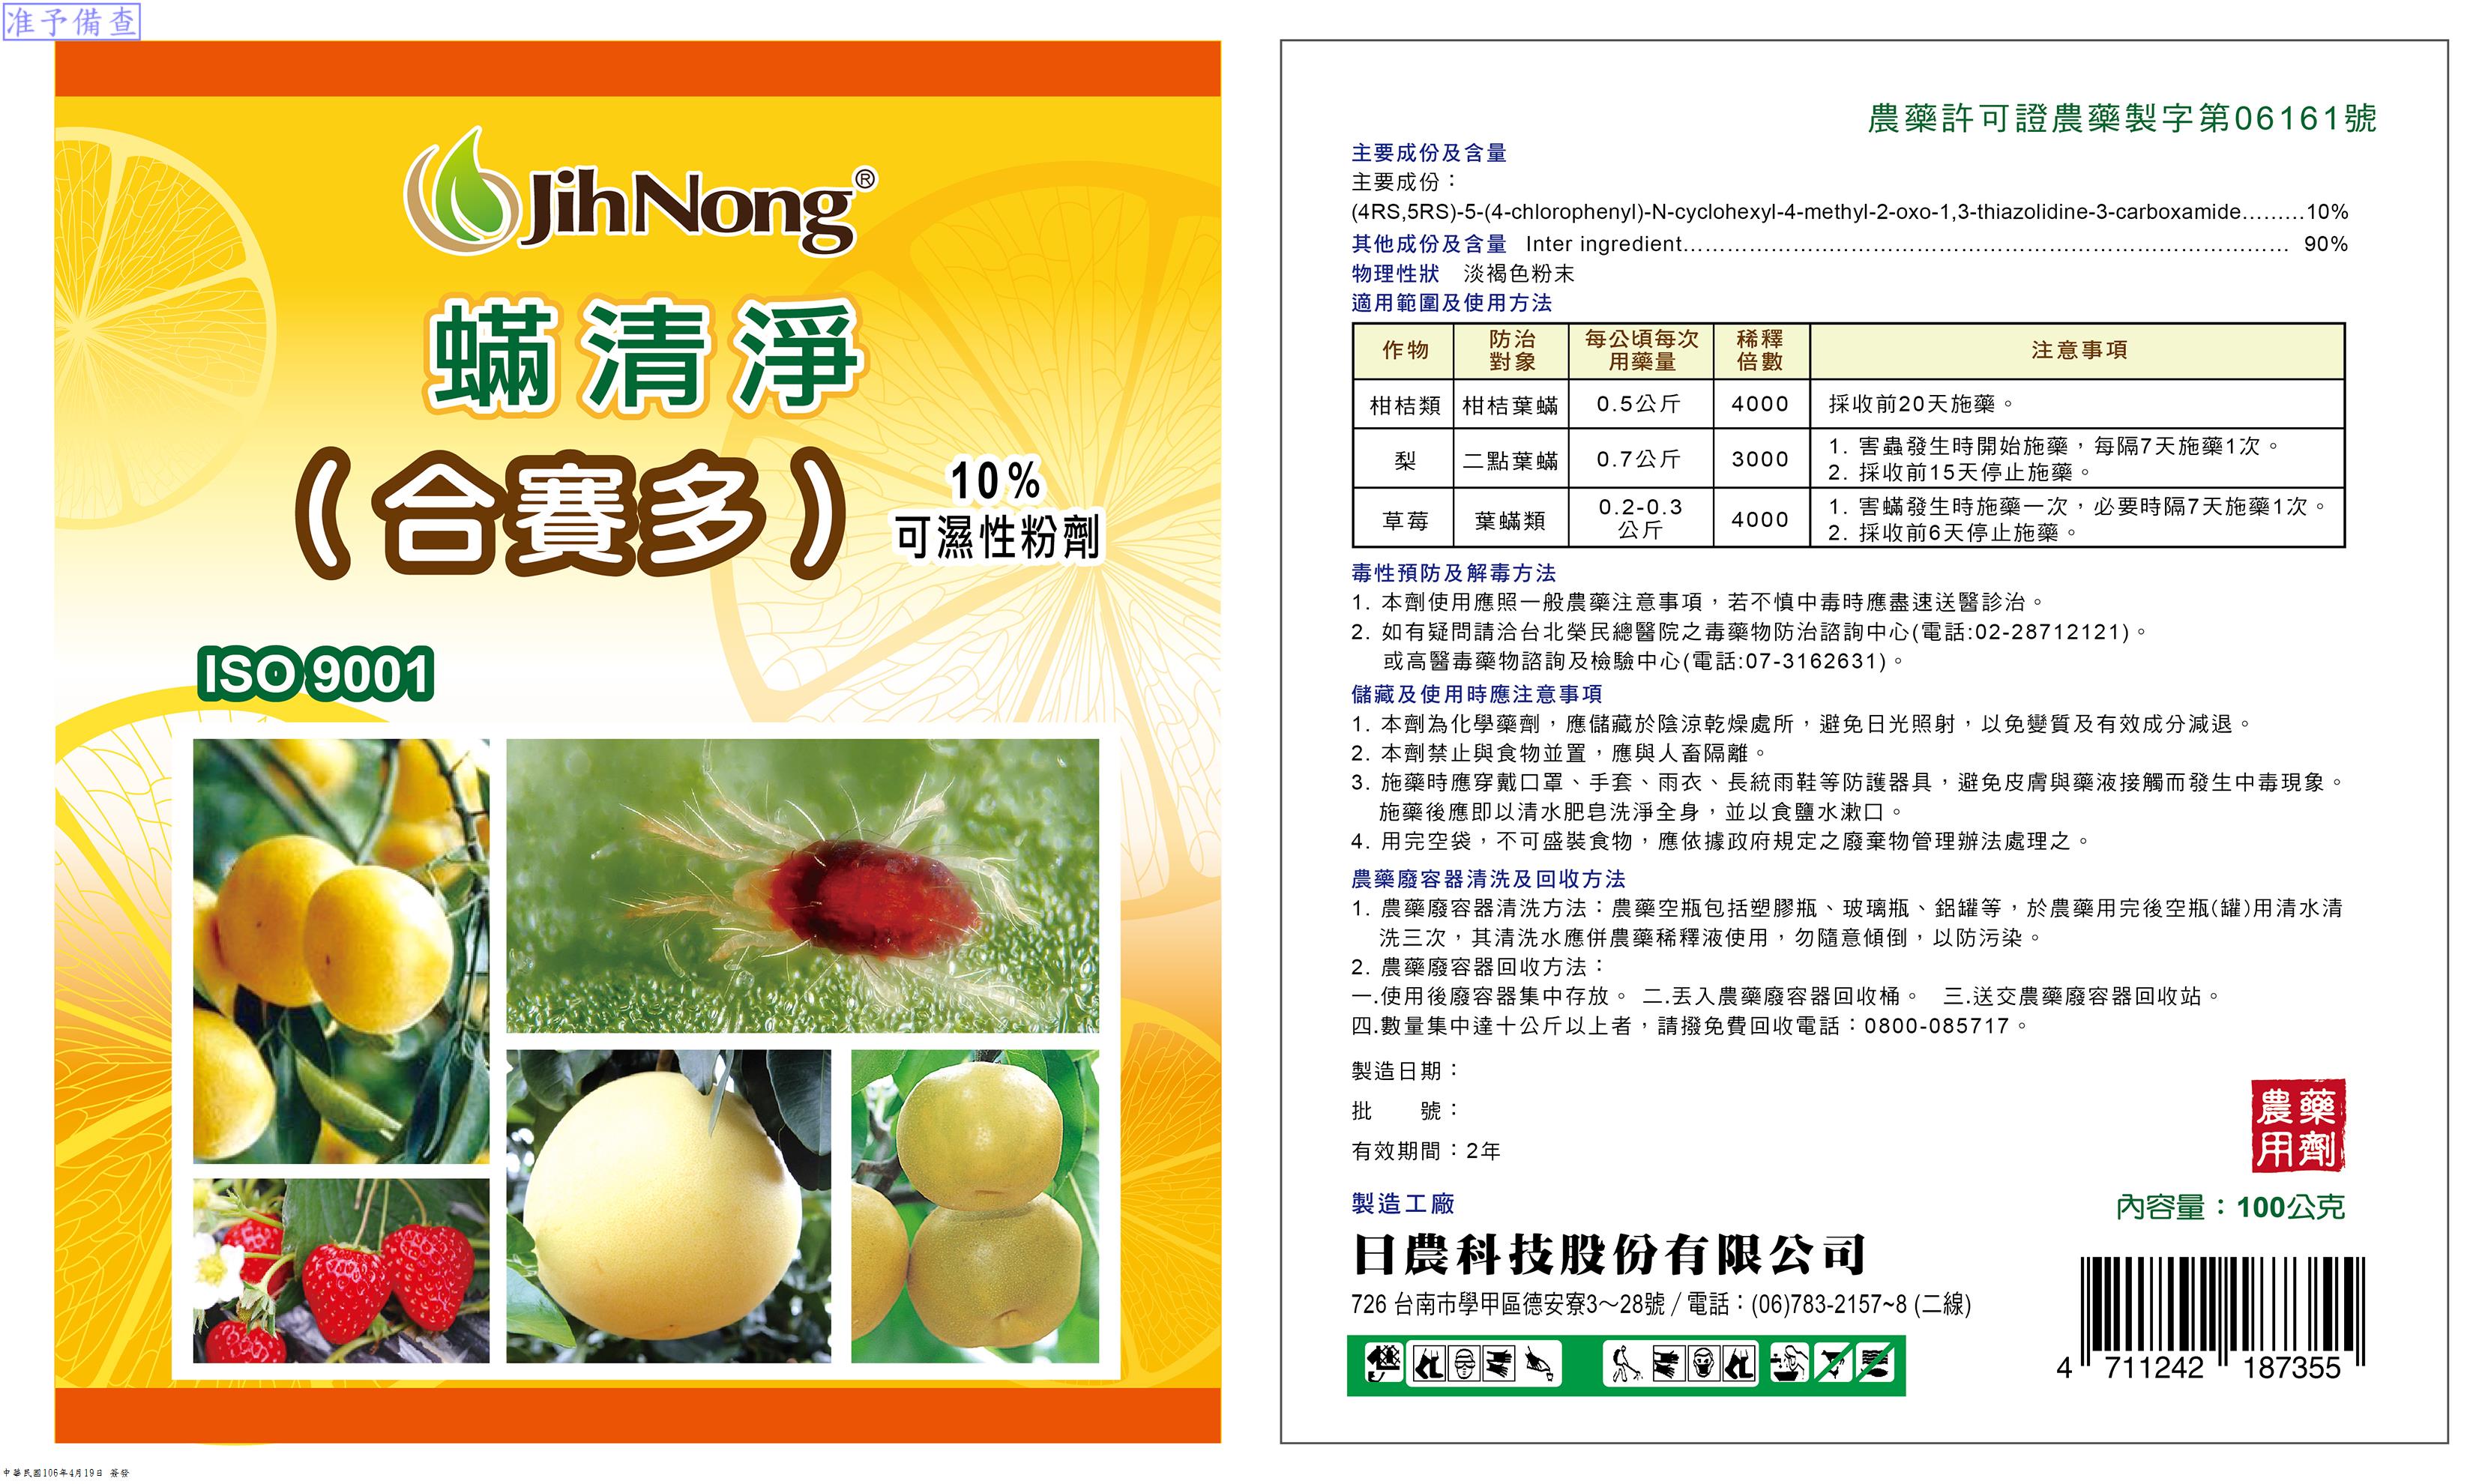 准予備查
JihNong®
蟎清淨
(合賽多)
10%
可濕性粉劑
ISO 9001
農藥許可證農藥製字第06161號
主要成份及含量
主要成份：
(4RS,5RS)-5-(4-chlorophenyl)-N-cyclohexyl-4-methyl-2-oxo-1,3-thiazolidine-3-carboxamide.........10%
其他成份及含量 Inter ingredient.................................................................................... 90%
物理性狀 淡褐色粉末
適用範圍及使用方法
作物 防治對象 每公頃每次用藥量 稀釋倍數 注意事項
柑桔類 柑桔葉蟎 0.5公斤 4000 採收前20天施藥。
梨 二點葉蟎 0.7公斤 3000 1. 害蟲發生時開始施藥，每隔7天施藥1次。
2. 採收前15天停止施藥。
草莓 葉蟎類 0.2-0.3公斤 4000 1. 害蟎發生時施藥一次，必要時隔7天施藥1次。
2. 採收前6天停止施藥。
毒性預防及解毒方法
1. 本劑使用應照一般農藥注意事項，若不慎中毒時應盡速送醫診治。
2. 如有疑問請洽台北榮民總醫院之毒藥物防治諮詢中心(電話:02-28712121)。
或高醫毒藥物諮詢及檢驗中心(電話:07-3162631)。
儲藏及使用時應注意事項
1. 本劑為化學藥劑，應儲藏於陰涼乾燥處所，避免日光照射，以免變質及有效成分減退。
2. 本劑禁止與食物並置，應與人畜隔離。
3. 施藥時應穿戴口罩、手套、雨衣、長統雨鞋等防護器具，避免皮膚與藥液接觸而發生中毒現象。
施藥後應即以清水肥皂洗淨全身，並以食鹽水漱口。
4. 用完空袋，不可盛裝食物，應依據政府規定之廢棄物管理辦法處理之。
農藥廢容器清洗及回收方法
1. 農藥廢容器清洗方法：農藥空瓶包括塑膠瓶、玻璃瓶、鋁罐等，於農藥用完後空瓶(罐)用清水清
洗三次，其清洗水應併農藥稀釋液使用，勿隨意傾倒，以防污染。
2. 農藥廢容器回收方法：
一.使用後廢容器集中存放。 二.丟入農藥廢容器回收桶。 三.送交農藥廢容器回收站。
四.數量集中達十公斤以上者，請撥免費回收電話：0800-085717。
製造日期：
批　　號：
有效期間：2年
農藥
用劑
製造工廠
內容量：100公克
日農科技股份有限公司
726 台南市學甲區德安寮3～28號 / 電話：(06)783-2157~8 (二線)
4 711242 187355
中華民國106年4月19日 簽發